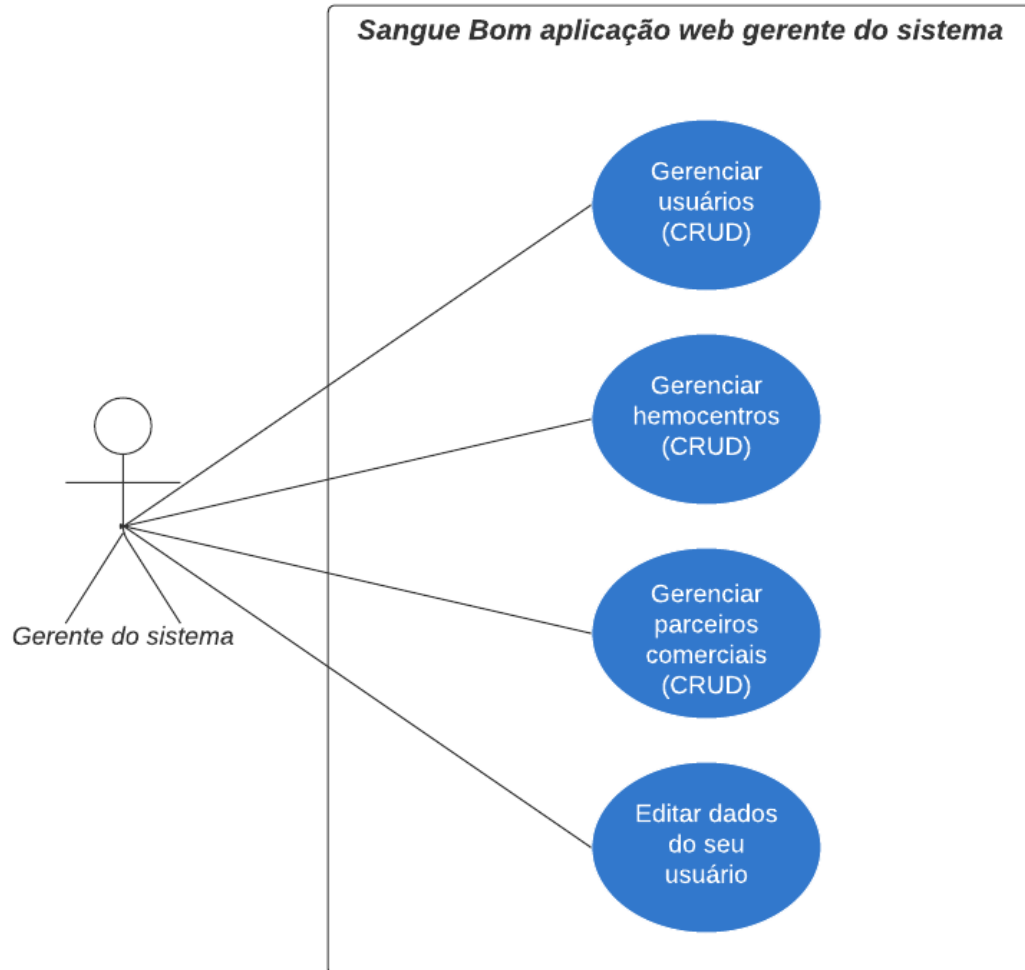 Sangue Bom aplicação web gerente do sistema
Gerenciar
usuários
(CRUD)
Gerenciar
hemocentros
(CRUD)
Gerente do sistema
Gerenciar
parceiros
comerciais
(CRUD)
Editar dados
do seu
usuário